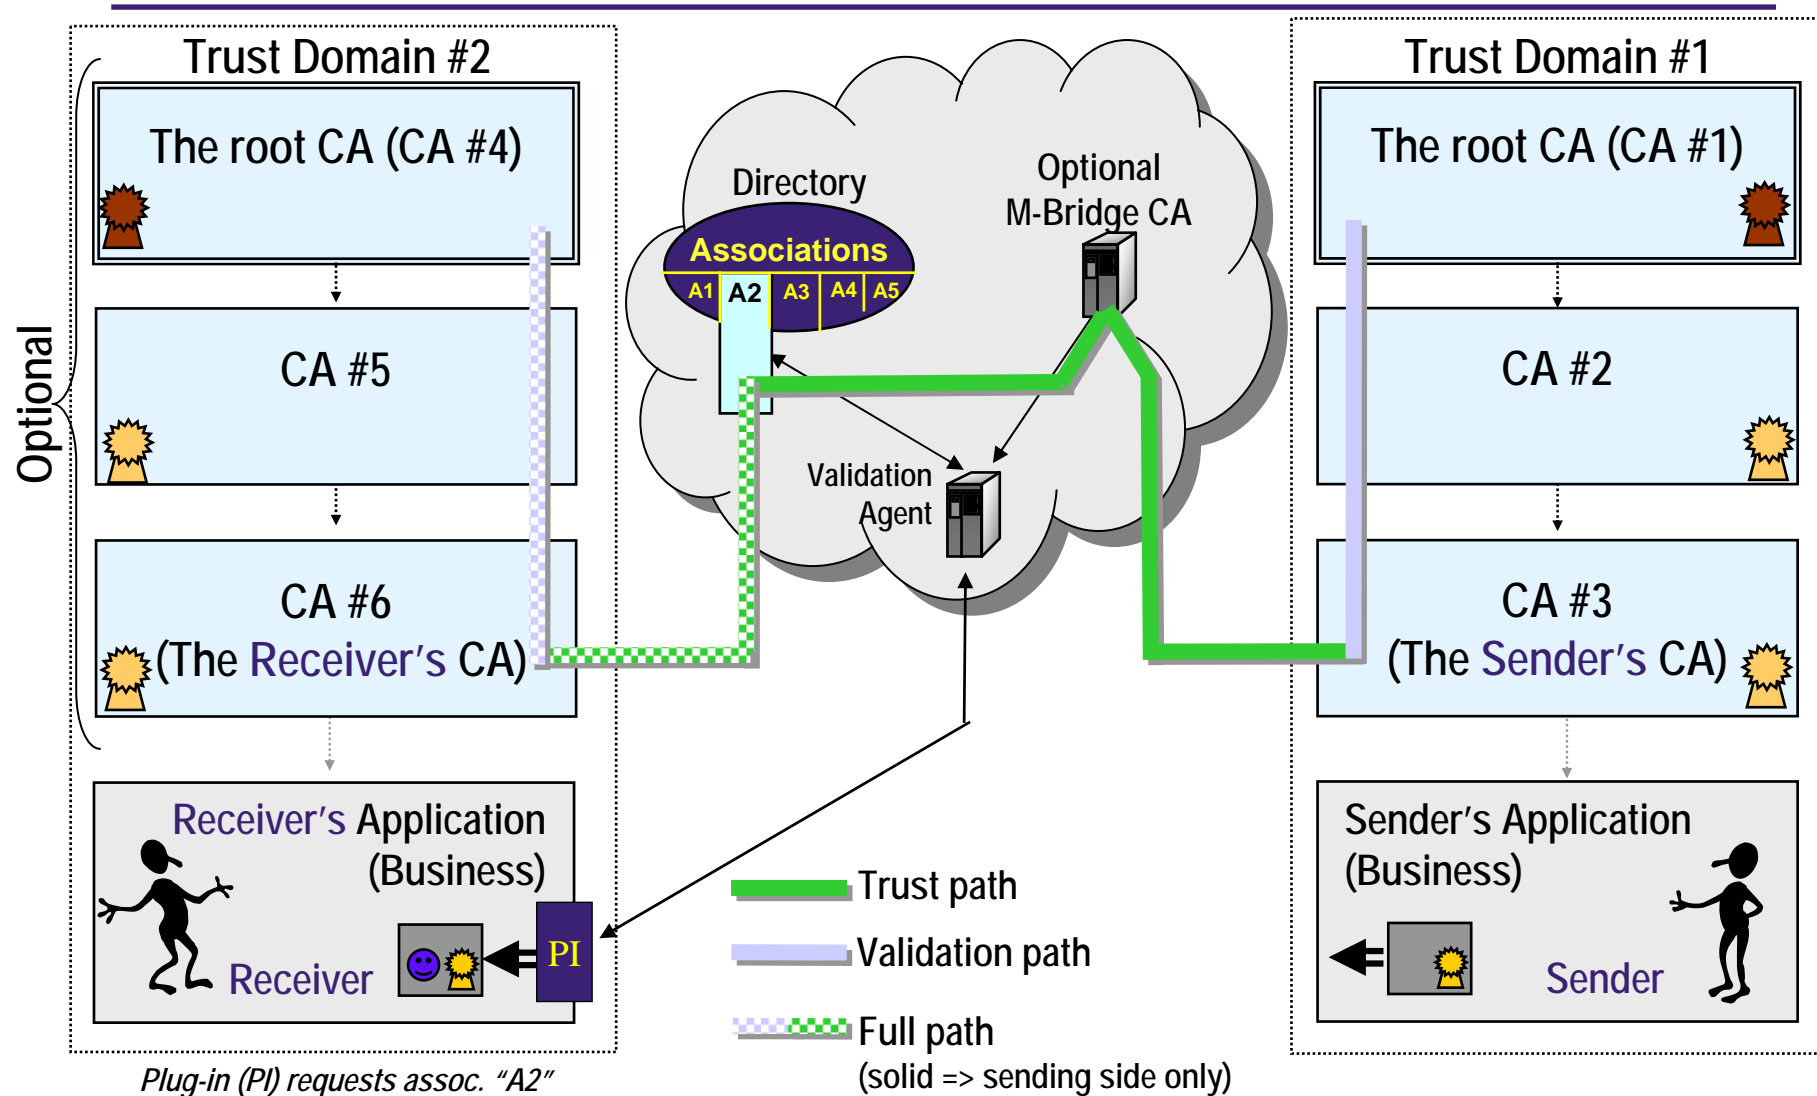 Trust Domain #2
The root CA (CA #4)
CA #5
CA #6
(The Receiver's CA)
Optional
Receiver's Application
(Business)
Receiver
PI
Plug-in (PI) requests assoc. “A2”
Directory
Associations
A1 A2 A3 A4 A5
Optional
M-Bridge CA
Validation
Agent
Trust path
Validation path
Full path
(solid => sending side only)
Trust Domain #1
The root CA (CA #1)
CA #2
CA #3
(The Sender's CA)
Sender's Application
(Business)
Sender